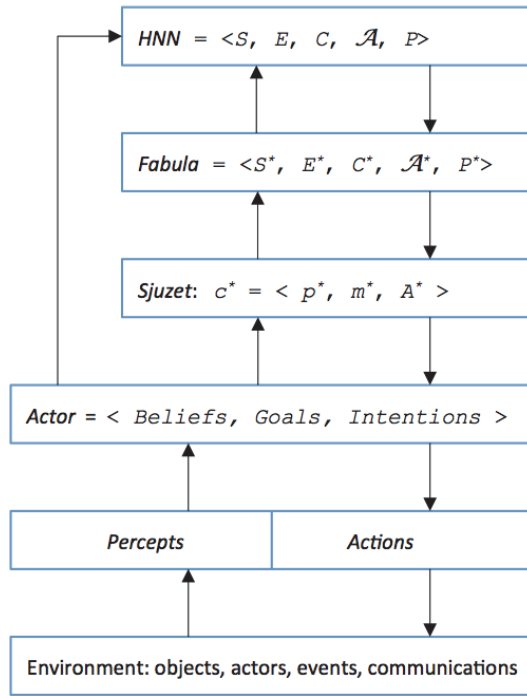 HNN = <S, E, C, 𝒜, P>
Fabula = <S*, E*, C*, 𝒜*, P*>
Sjuzet: c* = < p*, m*, A* >
Actor = < Beliefs, Goals, Intentions >
Percepts
Actions
Environment: objects, actors, events, communications